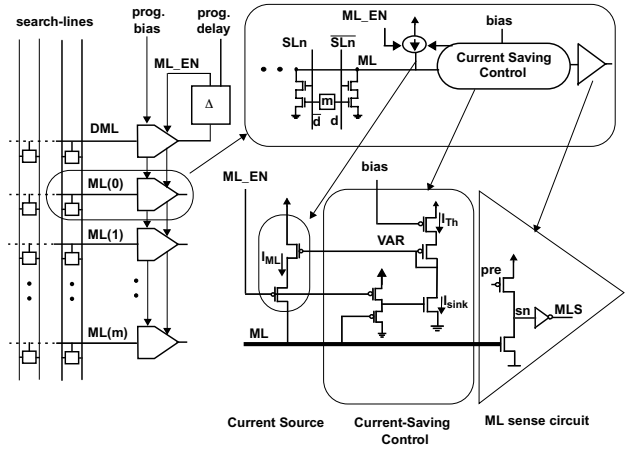 search-lines
prog.
bias
prog.
delay
ML_EN
Δ
DML
ML(0)
ML(1)
ML(m)
SLn
SLn
ML_EN
bias
ML
Current Saving
Control
m
d
d
ML_EN
bias
I_Th
VAR
I_ML
I_sink
pre
sn
MLS
ML
Current Source
Current-Saving
Control
ML sense circuit